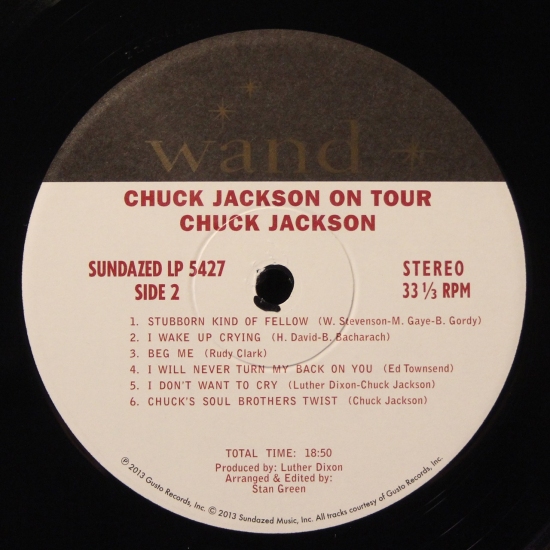 wand
CHUCK JACKSON ON TOUR
CHUCK JACKSON
SUNDAZED LP 5427
SIDE 2
STEREO
33 1/3 RPM
1. STUBBORN KIND OF FELLOW (W. Stevenson-M. Gaye-B. Gordy)
2. I WAKE UP CRYING (H. David-B. Bacharach)
3. BEG ME (Rudy Clark)
4. I WILL NEVER TURN MY BACK ON YOU (Ed Townsend)
5. I DON'T WANT TO CRY (Luther Dixon-Chuck Jackson)
6. CHUCK'S SOUL BROTHERS TWIST (Chuck Jackson)
TOTAL TIME: 18:50
Produced by: Luther Dixon
Arranged & Edited by:
Stan Green
℗ 2013 Gusto Records, Inc. © 2013 Sundazed Music, Inc. All tracks courtesy of Gusto Records, Inc.